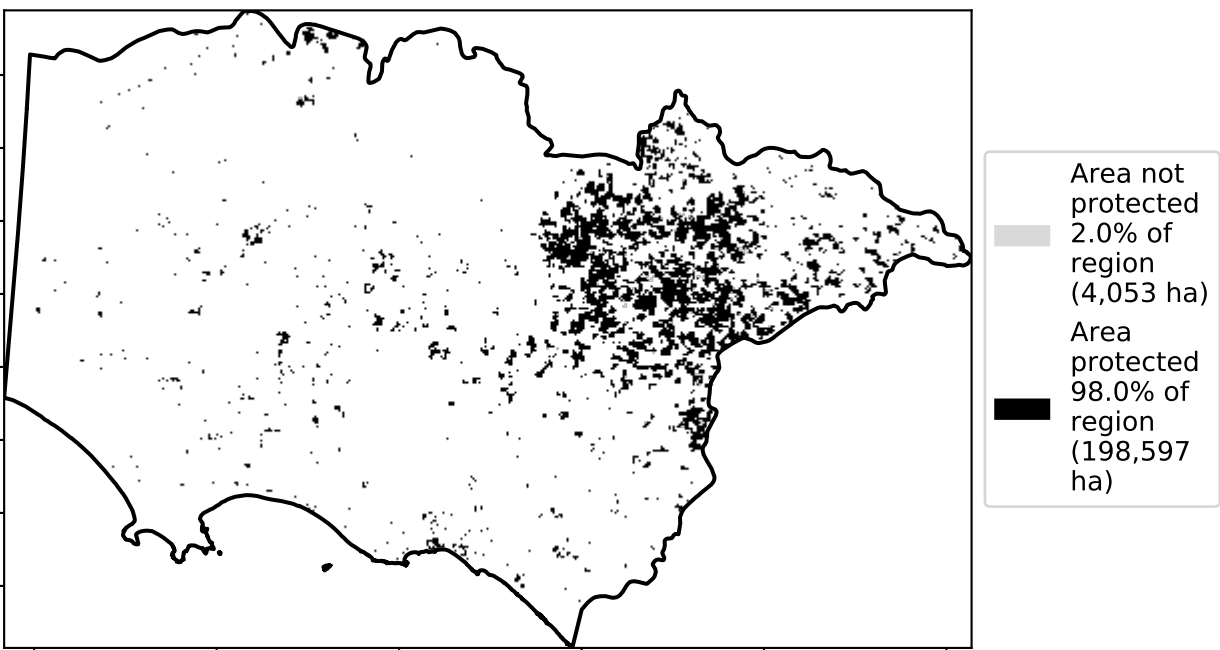 Area not
protected
2.0% of
region
(4,053 ha)
Area
protected
98.0% of
region
(198,597
ha)